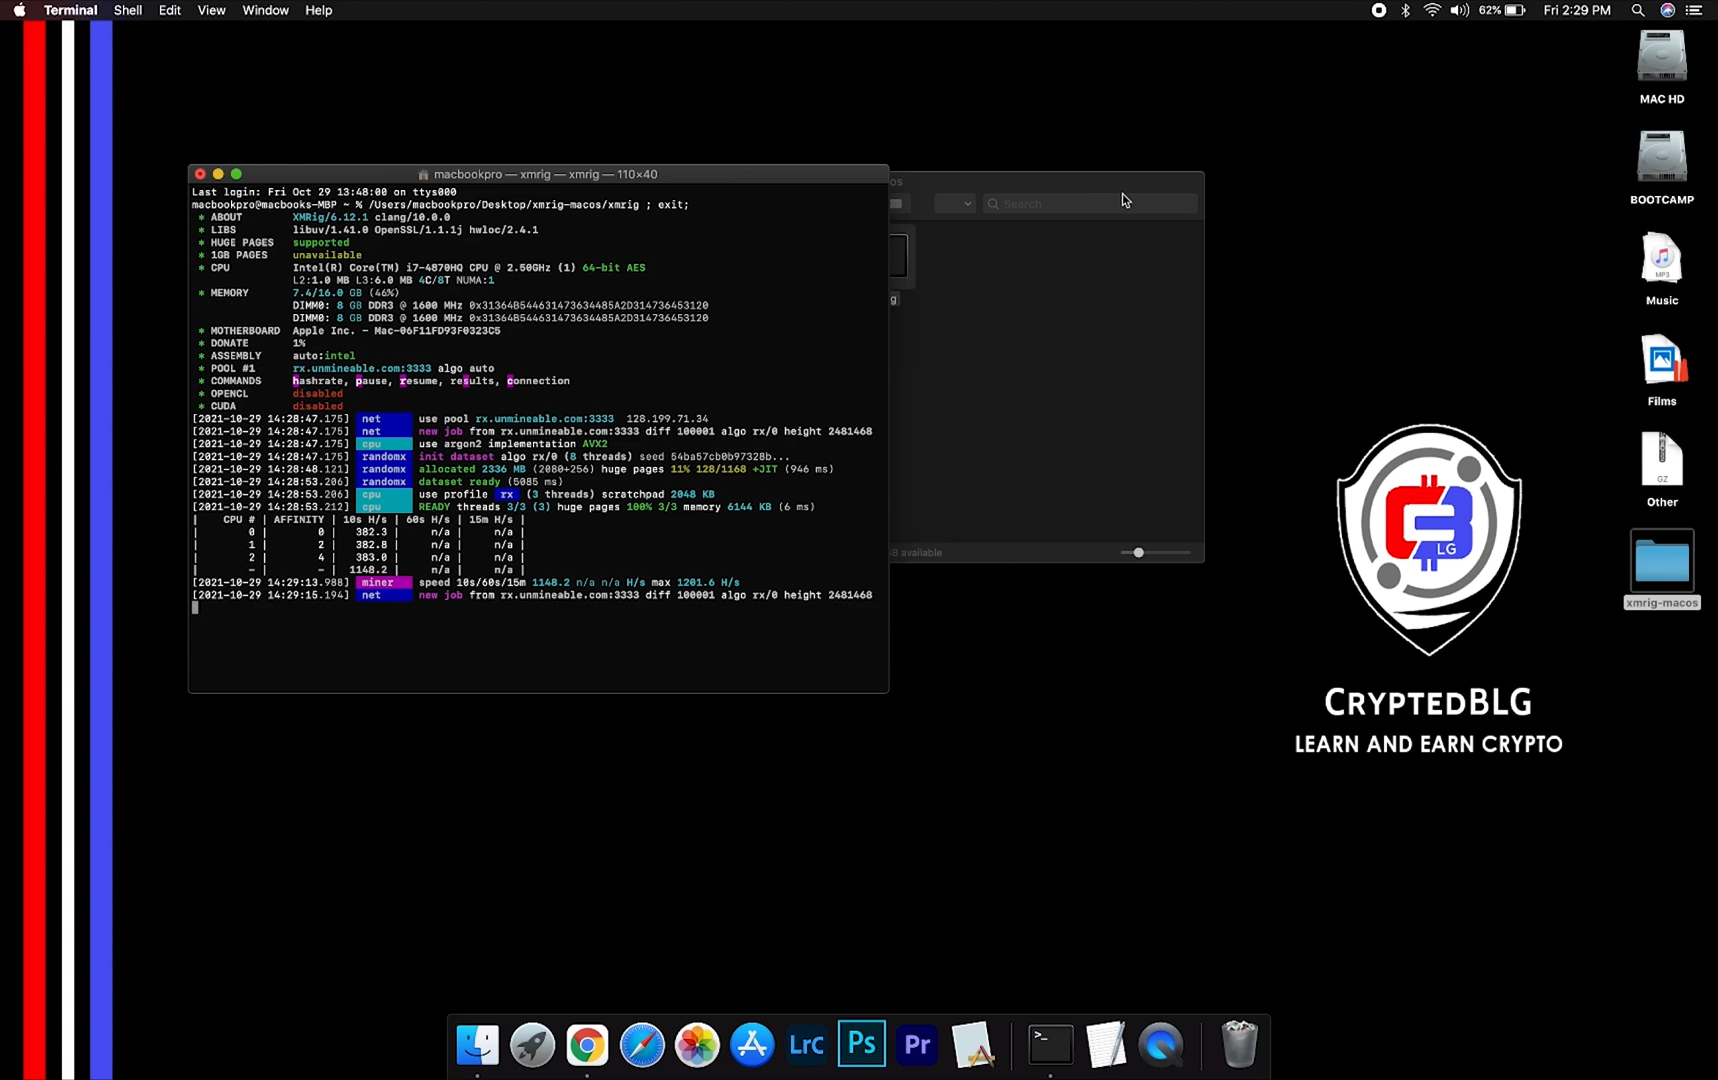 Terminal Shell Edit View Window Help
62% Fri 2:29 PM
MAC HD
BOOTCAMP
MP3
Music
Films
GZ
Other
xmrig-macos
macbookpro — xmrig — xmrig — 110×40
os
Search
g
B available
Last login: Fri Oct 29 13:48:00 on ttys000
macbookpro@macbooks-MBP ~ % /Users/macbookpro/Desktop/xmrig-macos/xmrig ; exit;
* ABOUT XMRig/6.12.1 clang/10.0.0
* LIBS libuv/1.41.0 OpenSSL/1.1.1j hwloc/2.4.1
* HUGE PAGES supported
* 1GB PAGES unavailable
* CPU Intel(R) Core(TM) i7-4870HQ CPU @ 2.50GHz (1) 64-bit AES
L2:1.0 MB L3:6.0 MB 4C/8T NUMA:1
* MEMORY 7.4/16.0 GB (46%)
DIMM0: 8 GB DDR3 @ 1600 MHz 0x31364B544631473634485A2D314736453120
DIMM0: 8 GB DDR3 @ 1600 MHz 0x31364B544631473634485A2D314736453120
* MOTHERBOARD Apple Inc. - Mac-06F11FD93F0323C5
* DONATE 1%
* ASSEMBLY auto:intel
* POOL #1 rx.unmineable.com:3333 algo auto
* COMMANDS hashrate, pause, resume, results, connection
* OPENCL disabled
* CUDA disabled
[2021-10-29 14:28:47.175] net use pool rx.unmineable.com:3333 128.199.71.34
[2021-10-29 14:28:47.175] net new job from rx.unmineable.com:3333 diff 100001 algo rx/0 height 2481468
[2021-10-29 14:28:47.175] cpu use argon2 implementation AVX2
[2021-10-29 14:28:47.175] randomx init dataset algo rx/0 (8 threads) seed 54ba57cb0b97328b...
[2021-10-29 14:28:48.121] randomx allocated 2336 MB (2080+256) huge pages 11% 128/1168 +JIT (946 ms)
[2021-10-29 14:28:53.206] randomx dataset ready (5085 ms)
[2021-10-29 14:28:53.206] cpu use profile rx (3 threads) scratchpad 2048 KB
[2021-10-29 14:28:53.212] cpu READY threads 3/3 (3) huge pages 100% 3/3 memory 6144 KB (6 ms)
| CPU # | AFFINITY | 10s H/s | 60s H/s | 15m H/s |
| 0 | 0 | 382.3 | n/a | n/a |
| 1 | 2 | 382.8 | n/a | n/a |
| 2 | 4 | 383.0 | n/a | n/a |
| - | - | 1148.2 | n/a | n/a |
[2021-10-29 14:29:13.988] miner speed 10s/60s/15m 1148.2 n/a n/a H/s max 1201.6 H/s
[2021-10-29 14:29:15.194] net new job from rx.unmineable.com:3333 diff 100001 algo rx/0 height 2481468
LG
CRYPTEDBLG
LEARN AND EARN CRYPTO
LrC Ps Pr